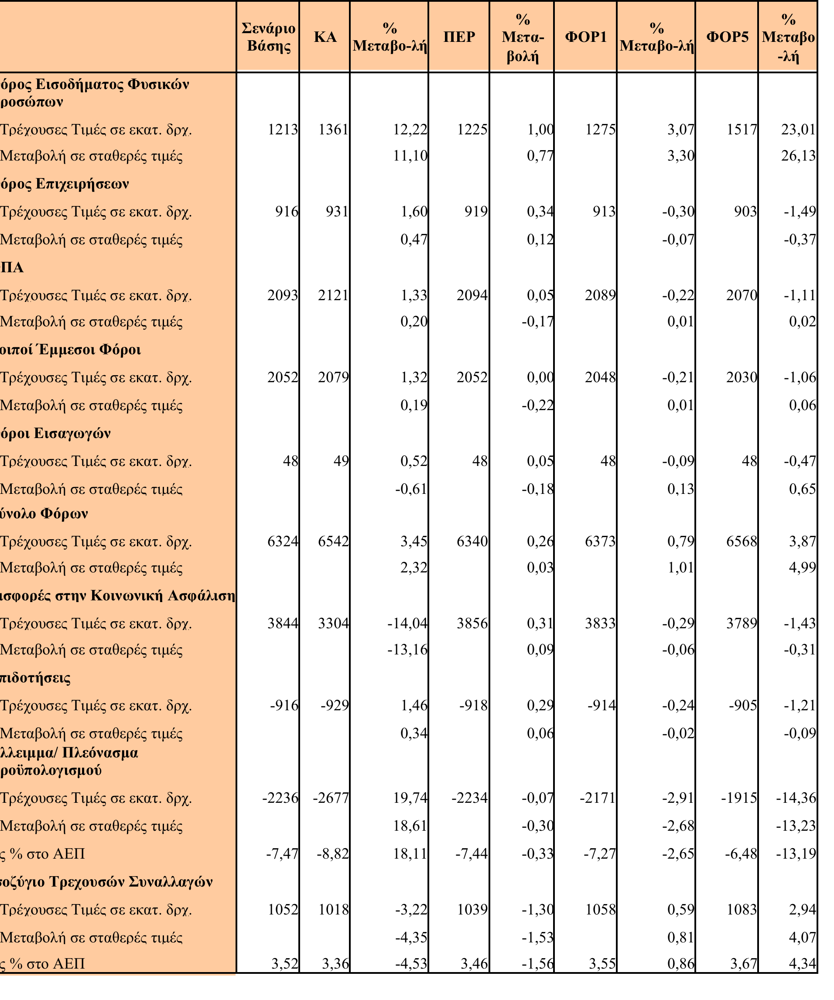 Σενάριο Βάσης ΚΑ % Μεταβο-λή ΠΕΡ % Μετα-βολή ΦΟΡ1 % Μεταβο-λή ΦΟΡ5 % Μεταβο-λή
όρος Εισοδήματος Φυσικών
ροσώπων
Τρέχουσες Τιμές σε εκατ. δρχ. 1213 1361 12,22 1225 1,00 1275 3,07 1517 23,01
Μεταβολή σε σταθερές τιμές 11,10 0,77 3,30 26,13
όρος Επιχειρήσεων
Τρέχουσες Τιμές σε εκατ. δρχ. 916 931 1,60 919 0,34 913 -0,30 903 -1,49
Μεταβολή σε σταθερές τιμές 0,47 0,12 -0,07 -0,37
ΠΑ
Τρέχουσες Τιμές σε εκατ. δρχ. 2093 2121 1,33 2094 0,05 2089 -0,22 2070 -1,11
Μεταβολή σε σταθερές τιμές 0,20 -0,17 0,01 0,02
οιποί Έμμεσοι Φόροι
Τρέχουσες Τιμές σε εκατ. δρχ. 2052 2079 1,32 2052 0,00 2048 -0,21 2030 -1,06
Μεταβολή σε σταθερές τιμές 0,19 -0,22 0,01 0,06
όροι Εισαγωγών
Τρέχουσες Τιμές σε εκατ. δρχ. 48 49 0,52 48 0,05 48 -0,09 48 -0,47
Μεταβολή σε σταθερές τιμές -0,61 -0,18 0,13 0,65
ύνολο Φόρων
Τρέχουσες Τιμές σε εκατ. δρχ. 6324 6542 3,45 6340 0,26 6373 0,79 6568 3,87
Μεταβολή σε σταθερές τιμές 2,32 0,03 1,01 4,99
ισφορές στην Κοινωνική Ασφάλιση
Τρέχουσες Τιμές σε εκατ. δρχ. 3844 3304 -14,04 3856 0,31 3833 -0,29 3789 -1,43
Μεταβολή σε σταθερές τιμές -13,16 0,09 -0,06 -0,31
πιδοτήσεις
Τρέχουσες Τιμές σε εκατ. δρχ. -916 -929 1,46 -918 0,29 -914 -0,24 -905 -1,21
Μεταβολή σε σταθερές τιμές 0,34 0,06 -0,02 -0,09
λλειμμα/ Πλεόνασμα
ροϋπολογισμού
Τρέχουσες Τιμές σε εκατ. δρχ. -2236 -2677 19,74 -2234 -0,07 -2171 -2,91 -1915 -14,36
Μεταβολή σε σταθερές τιμές 18,61 -0,30 -2,68 -13,23
ς % στο ΑΕΠ -7,47 -8,82 18,11 -7,44 -0,33 -7,27 -2,65 -6,48 -13,19
σοζύγιο Τρεχουσών Συναλλαγών
Τρέχουσες Τιμές σε εκατ. δρχ. 1052 1018 -3,22 1039 -1,30 1058 0,59 1083 2,94
Μεταβολή σε σταθερές τιμές -4,35 -1,53 0,81 4,07
ς % στο ΑΕΠ 3,52 3,36 -4,53 3,46 -1,56 3,55 0,86 3,67 4,34